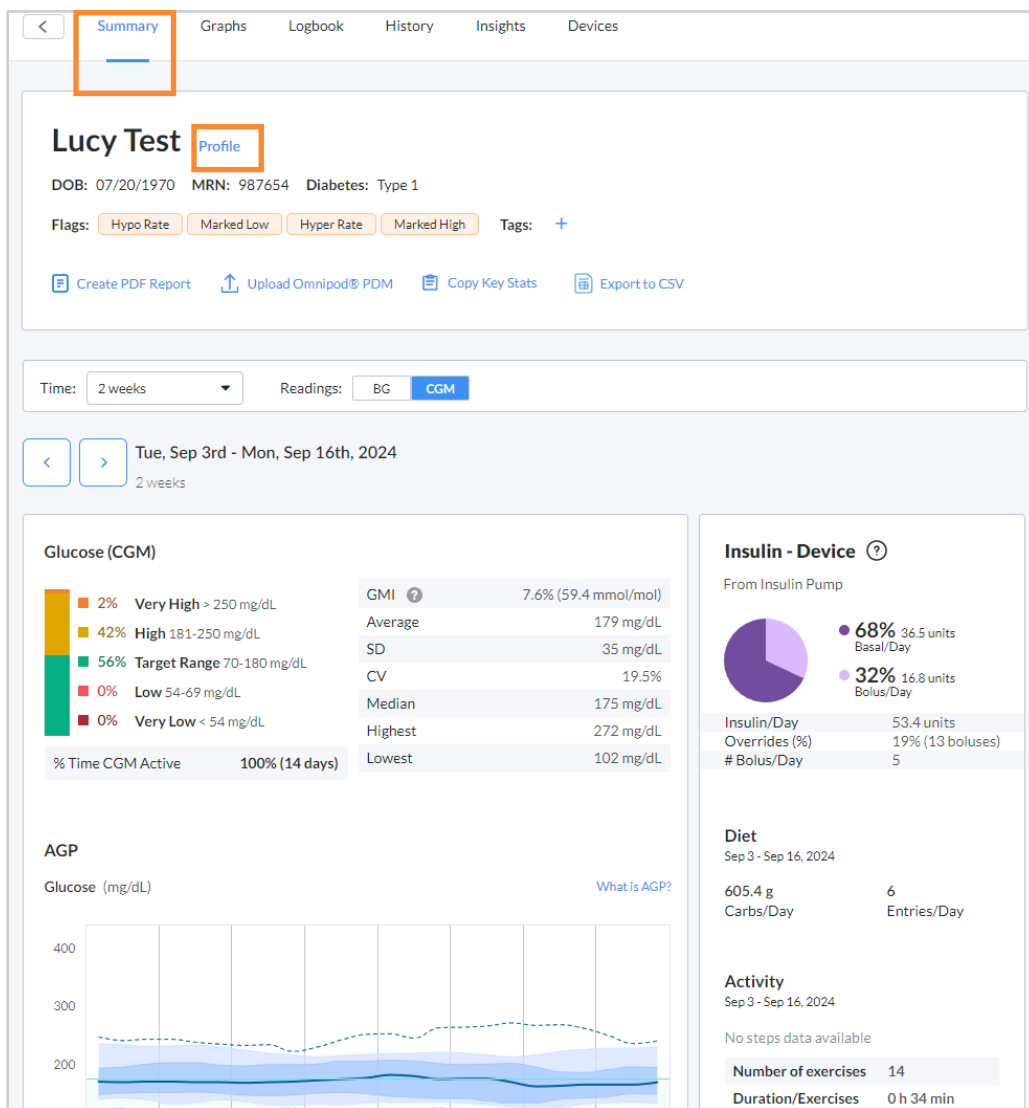 Summary Graphs Logbook History Insights Devices
Lucy Test Profile
DOB: 07/20/1970 MRN: 987654 Diabetes: Type 1
Flags: Hypo Rate Marked Low Hyper Rate Marked High Tags: +
Create PDF Report Upload Omnipod® PDM Copy Key Stats Export to CSV
Time: 2 weeks Readings: BG CGM
Tue, Sep 3rd - Mon, Sep 16th, 2024
2 weeks
Glucose (CGM)
2% Very High > 250 mg/dL
42% High 181-250 mg/dL
56% Target Range 70-180 mg/dL
0% Low 54-69 mg/dL
0% Very Low < 54 mg/dL
% Time CGM Active 100% (14 days)
GMI ? 7.6% (59.4 mmol/mol)
Average 179 mg/dL
SD 35 mg/dL
CV 19.5%
Median 175 mg/dL
Highest 272 mg/dL
Lowest 102 mg/dL
AGP
Glucose (mg/dL) What is AGP?
400
300
200
Insulin - Device ?
From Insulin Pump
68% 36.5 units
Basal/Day
32% 16.8 units
Bolus/Day
Insulin/Day 53.4 units
Overrides (%) 19% (13 boluses)
# Bolus/Day 5
Diet
Sep 3 - Sep 16, 2024
605.4 g 6
Carbs/Day Entries/Day
Activity
Sep 3 - Sep 16, 2024
No steps data available
Number of exercises 14
Duration/Exercises 0 h 34 min